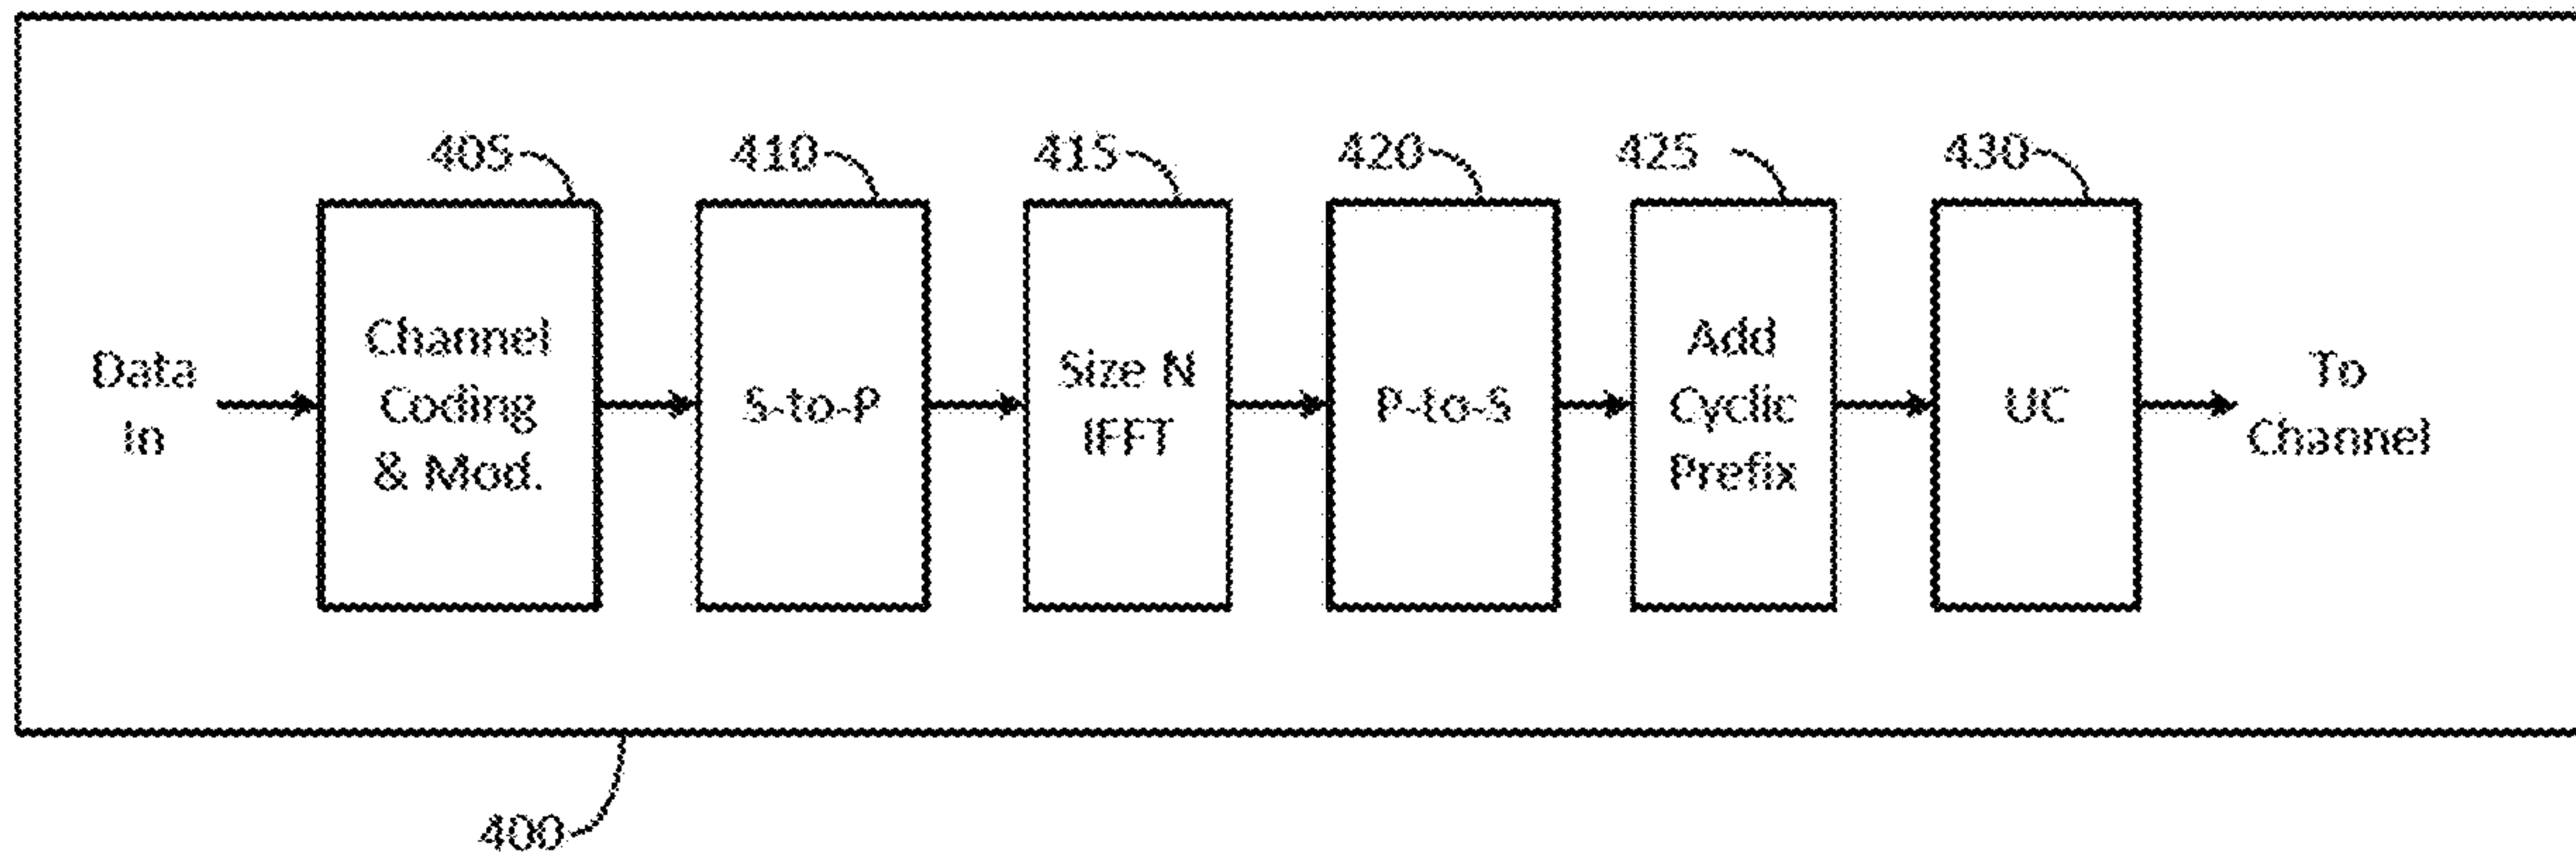 405
410
415
420
425
430
Data
In
Channel
Coding
& Mod.
S-to-P
Size N
IFFT
P-to-S
Add
Cyclic
Prefix
UC
To
Channel
400